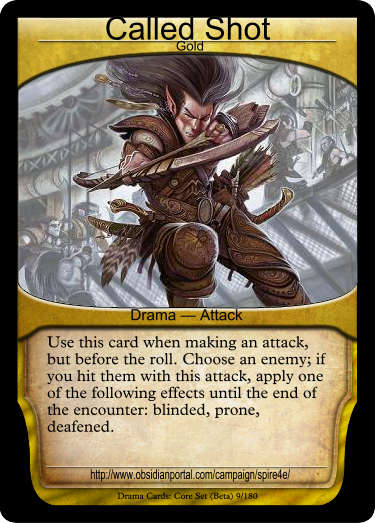 Called Shot
Gold
Drama — Attack
Use this card when making an attack,
but before the roll. Choose an enemy; if
you hit them with this attack, apply one
of the following effects until the end of
the encounter: blinded, prone,
deafened.
http://www.obsidianportal.com/campaign/spire4e/
Drama Cards: Core Set (Beta) 9/180